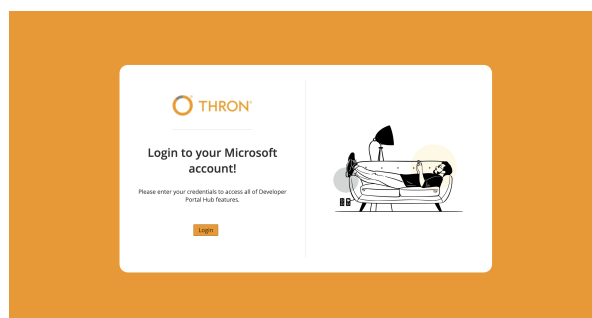 THRON
Login to your Microsoft
account!
Please enter your credentials to access all of Developer
Portal Hub features.
Login